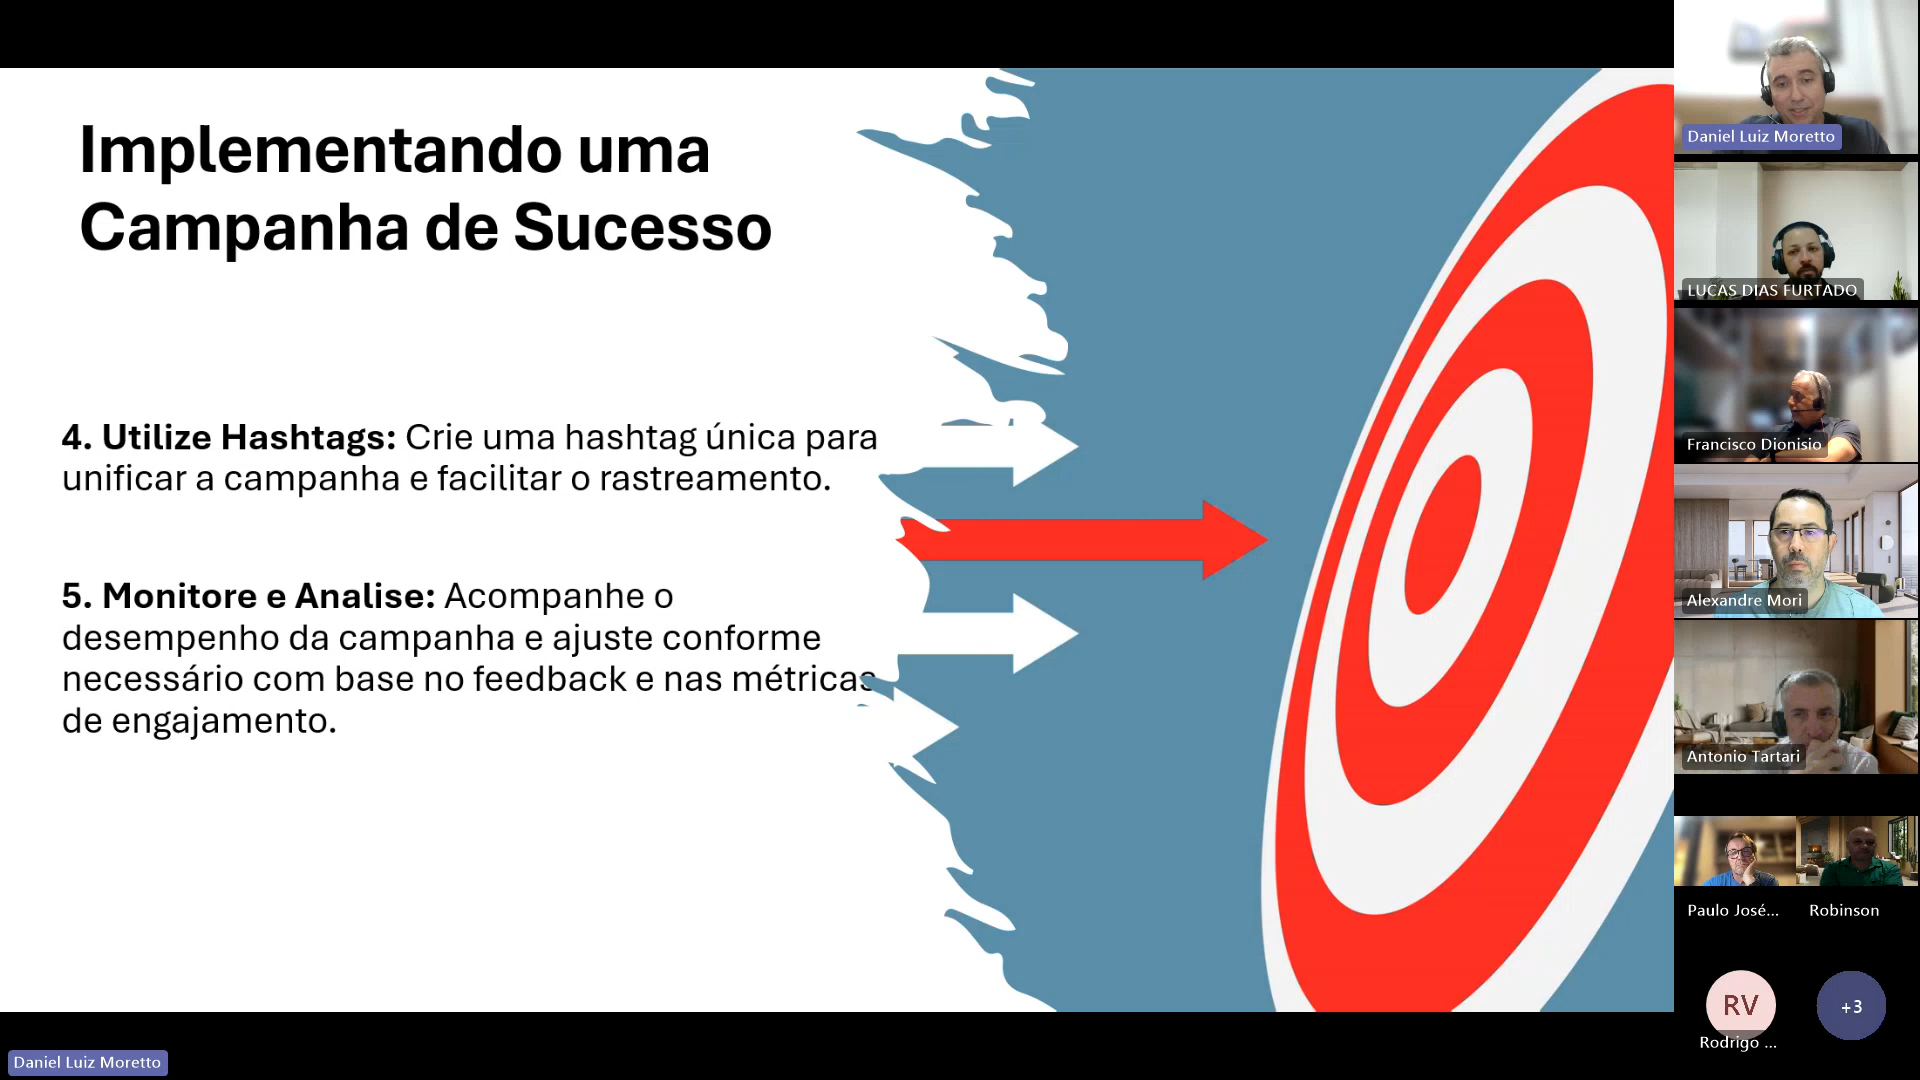 Implementando uma
Campanha de Sucesso
4. Utilize Hashtags: Crie uma hashtag única para
unificar a campanha e facilitar o rastreamento.
5. Monitore e Analise: Acompanhe o
desempenho da campanha e ajuste conforme
necessário com base no feedback e nas métricas
de engajamento.
Daniel Luiz Moretto
LUCAS DIAS FURTADO
Francisco Dionisio
Alexandre Mori
Antonio Tartari
Paulo José...
Robinson
RV
Rodrigo ...
+3
Daniel Luiz Moretto